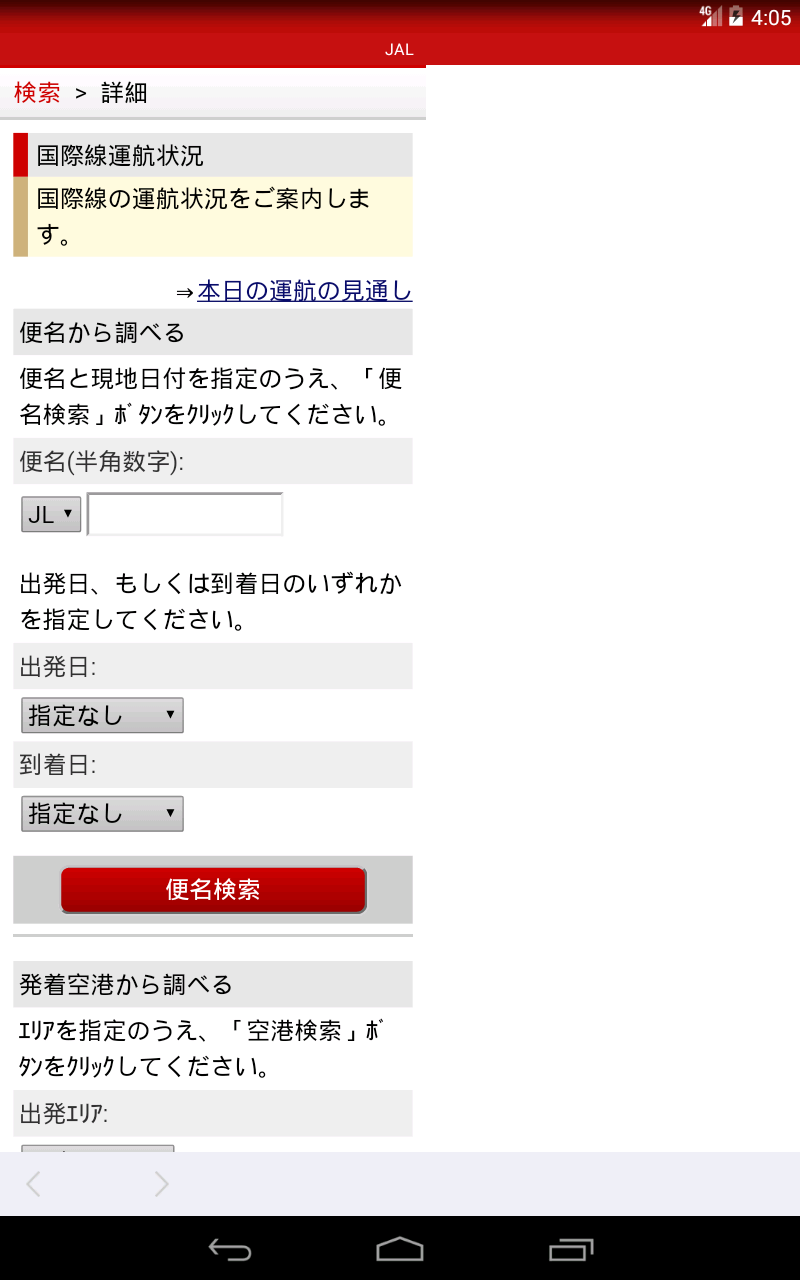 4G 4:05
JAL
検索 > 詳細
国際線運航状況
国際線の運航状況をご案内しま
す。
⇒本日の運航の見通し
便名から調べる
便名と現地日付を指定のうえ、「便
名検索」ﾎﾞﾀﾝをｸﾘｯｸしてください。
便名(半角数字):
JL ▼
出発日、もしくは到着日のいずれか
を指定してください。
出発日:
指定なし ▼
到着日:
指定なし ▼
便名検索
発着空港から調べる
ｴﾘｱを指定のうえ、「空港検索」ﾎﾞ
ﾀﾝをｸﾘｯｸしてください。
出発ｴﾘｱ: